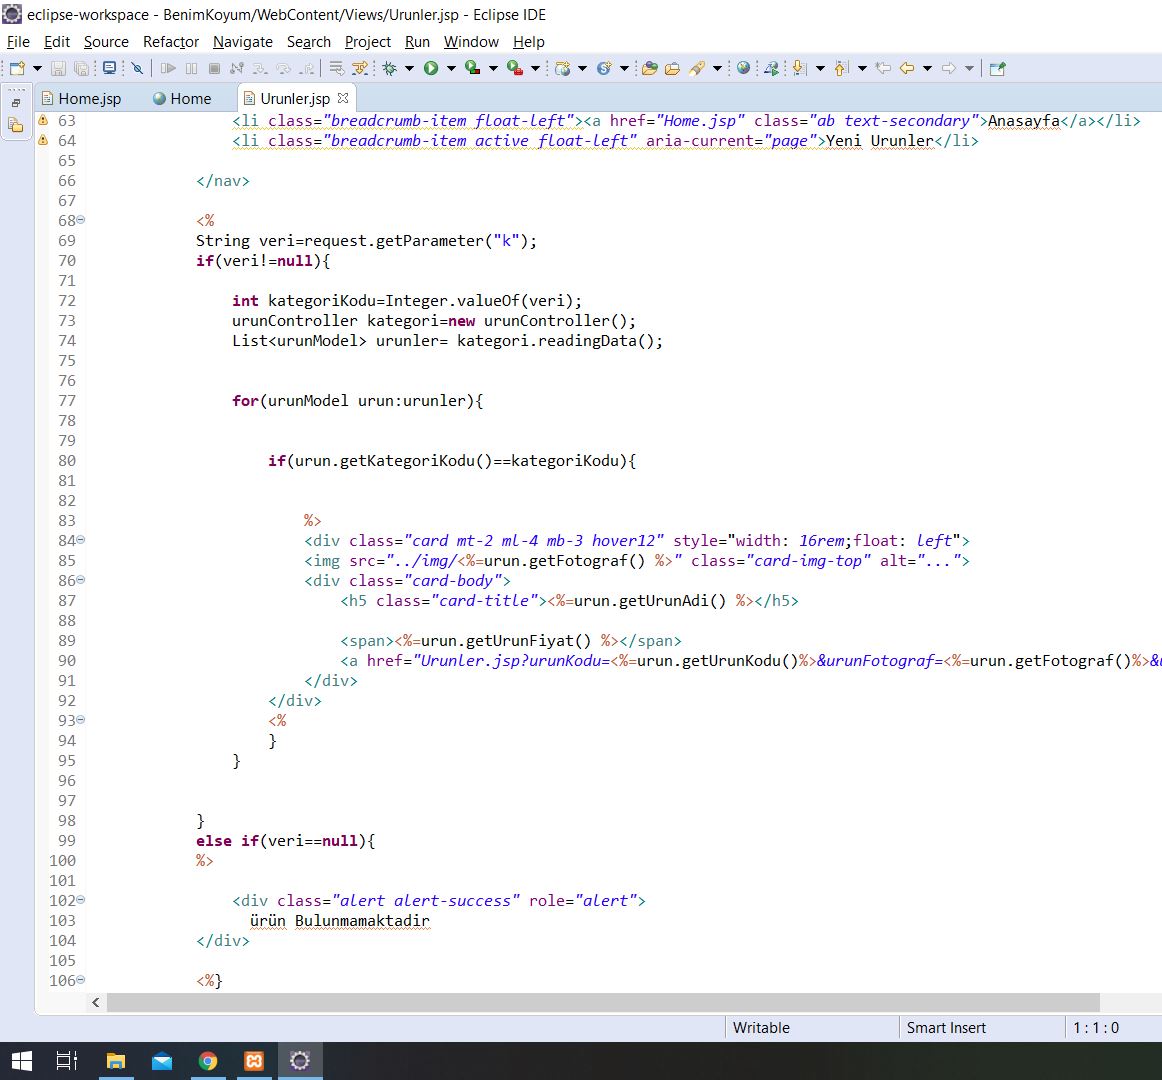 eclipse-workspace - BenimKoyum/WebContent/Views/Urunler.jsp - Eclipse IDE
File Edit Source Refactor Navigate Search Project Run Window Help
Home.jsp Home Urunler.jsp
63 <li class="breadcrumb-item float-left"><a href="Home.jsp" class="ab text-secondary">Anasayfa</a></li>
64 <li class="breadcrumb-item active float-left" aria-current="page">Yeni Urunler</li>
65
66 </nav>
67
68 <%
69 String veri=request.getParameter("k");
70 if(veri!=null){
71
72 int kategoriKodu=Integer.valueOf(veri);
73 urunController kategori=new urunController();
74 List<urunModel> urunler= kategori.readingData();
75
76
77 for(urunModel urun:urunler){
78
79
80 if(urun.getKategoriKodu()==kategoriKodu){
81
82
83 %>
84 <div class="card mt-2 ml-4 mb-3 hover12" style="width: 16rem;float: left">
85 <img src="../img/<%=urun.getFotograf() %>" class="card-img-top" alt="...">
86 <div class="card-body">
87 <h5 class="card-title"><%=urun.getUrunAdi() %></h5>
88
89 <span><%=urun.getUrunFiyat() %></span>
90 <a href="Urunler.jsp?urunKodu=<%=urun.getUrunKodu()%>&urunFotograf=<%=urun.getFotograf()%>&u
91 </div>
92 </div>
93 <%
94 }
95 }
96
97
98 }
99 else if(veri==null){
100 %>
101
102 <div class="alert alert-success" role="alert">
103 ürün Bulunmamaktadir
104 </div>
105
106 <%}
Writable Smart Insert 1 : 1 : 0